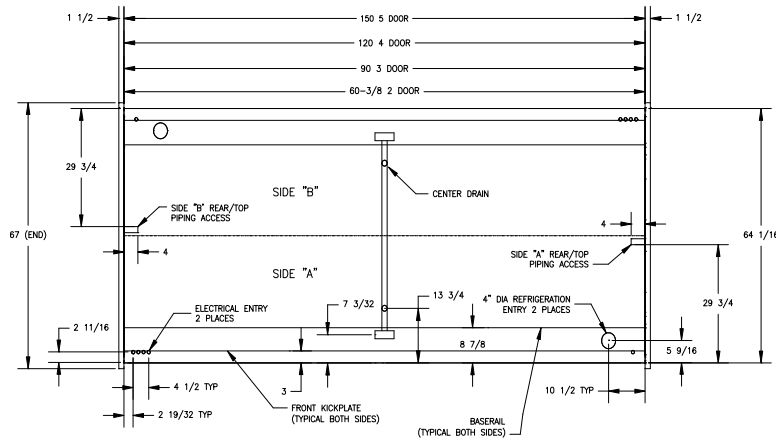 150 5 DOOR
1 1/2
1 1/2
120 4 DOOR
90 3 DOOR
60-3/8 2 DOOR
29 3/4
SIDE "B"
CENTER DRAIN
SIDE "B" REAR/TOP
PIPING ACCESS
4
67 (END)
64 1/16
4
SIDE "A" REAR/TOP
PIPING ACCESS
SIDE "A"
13 3/4
7 3/32
4" DIA REFRIGERATION
ENTRY 2 PLACES
29 3/4
ELECTRICAL ENTRY
2 PLACES
2 11/16
8 7/8
5 9/16
4 1/2 TYP
3
10 1/2 TYP
2 19/32 TYP
FRONT KICKPLATE
(TYPICAL BOTH SIDES)
BASERAIL
(TYPICAL BOTH SIDES)